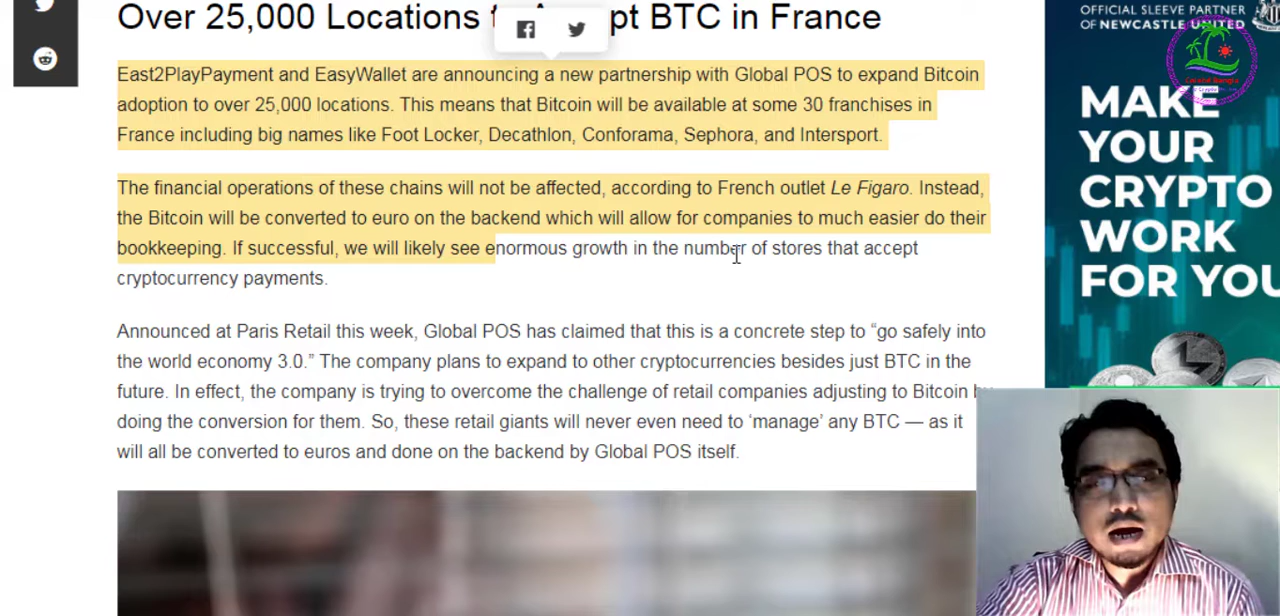 Over 25,000 Locations pt BTC in France
East2PlayPayment and EasyWallet are announcing a new partnership with Global POS to expand Bitcoin
adoption to over 25,000 locations. This means that Bitcoin will be available at some 30 franchises in
France including big names like Foot Locker, Decathlon, Conforama, Sephora, and Intersport.
The financial operations of these chains will not be affected, according to French outlet Le Figaro. Instead,
the Bitcoin will be converted to euro on the backend which will allow for companies to much easier do their
bookkeeping. If successful, we will likely see enormous growth in the number of stores that accept
cryptocurrency payments.
Announced at Paris Retail this week, Global POS has claimed that this is a concrete step to “go safely into
the world economy 3.0.” The company plans to expand to other cryptocurrencies besides just BTC in the
future. In effect, the company is trying to overcome the challenge of retail companies adjusting to Bitcoin
doing the conversion for them. So, these retail giants will never even need to ‘manage’ any BTC — as it
will all be converted to euros and done on the backend by Global POS itself.
OFFICIAL SLEEVE PARTNER
OF NEWCASTLE UNITED
MAKE
YOUR
CRYPTO
WORK
FOR YOU